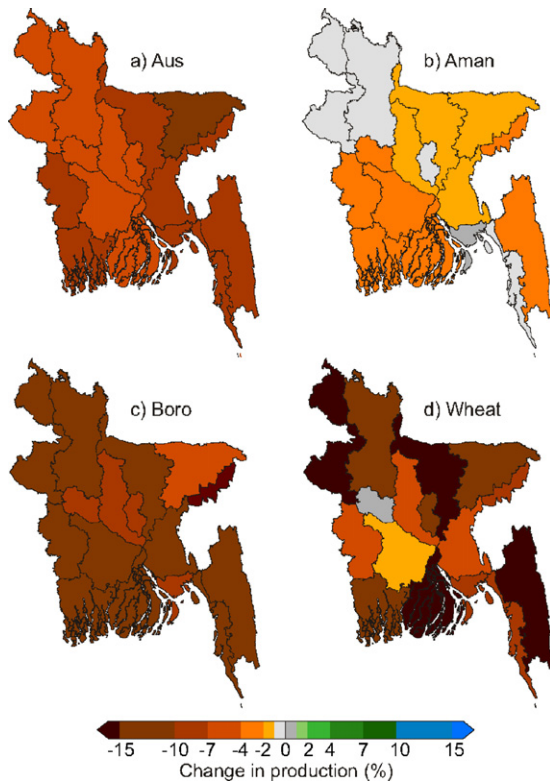 a) Aus
b) Aman
c) Boro
d) Wheat
-15 -10 -7 -4 -2 0 2 4 7 10 15
Change in production (%)